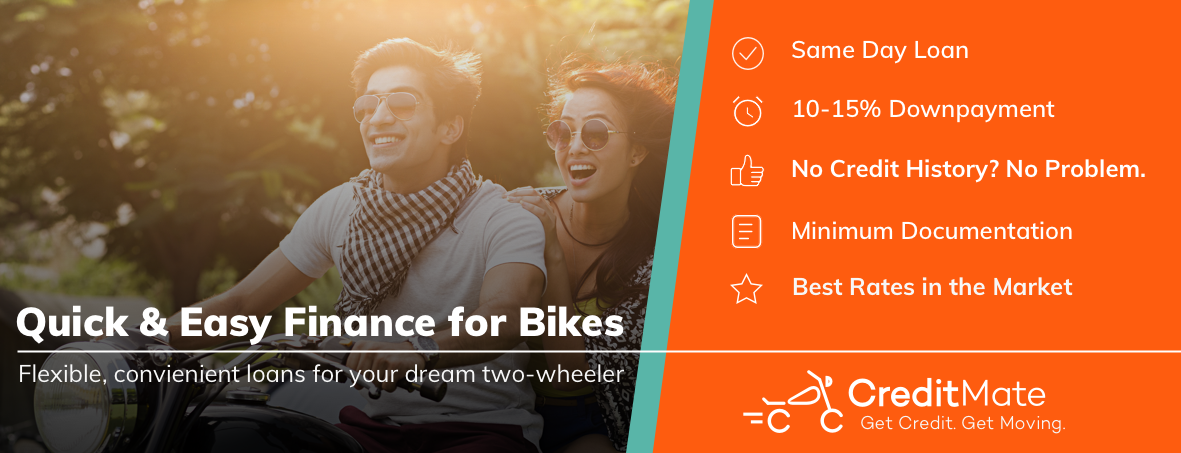 Quick & Easy Finance for Bikes
Flexible, convienient loans for your dream two-wheeler
Same Day Loan
10-15% Downpayment
No Credit History? No Problem.
Minimum Documentation
Best Rates in the Market
CreditMate
Get Credit. Get Moving.